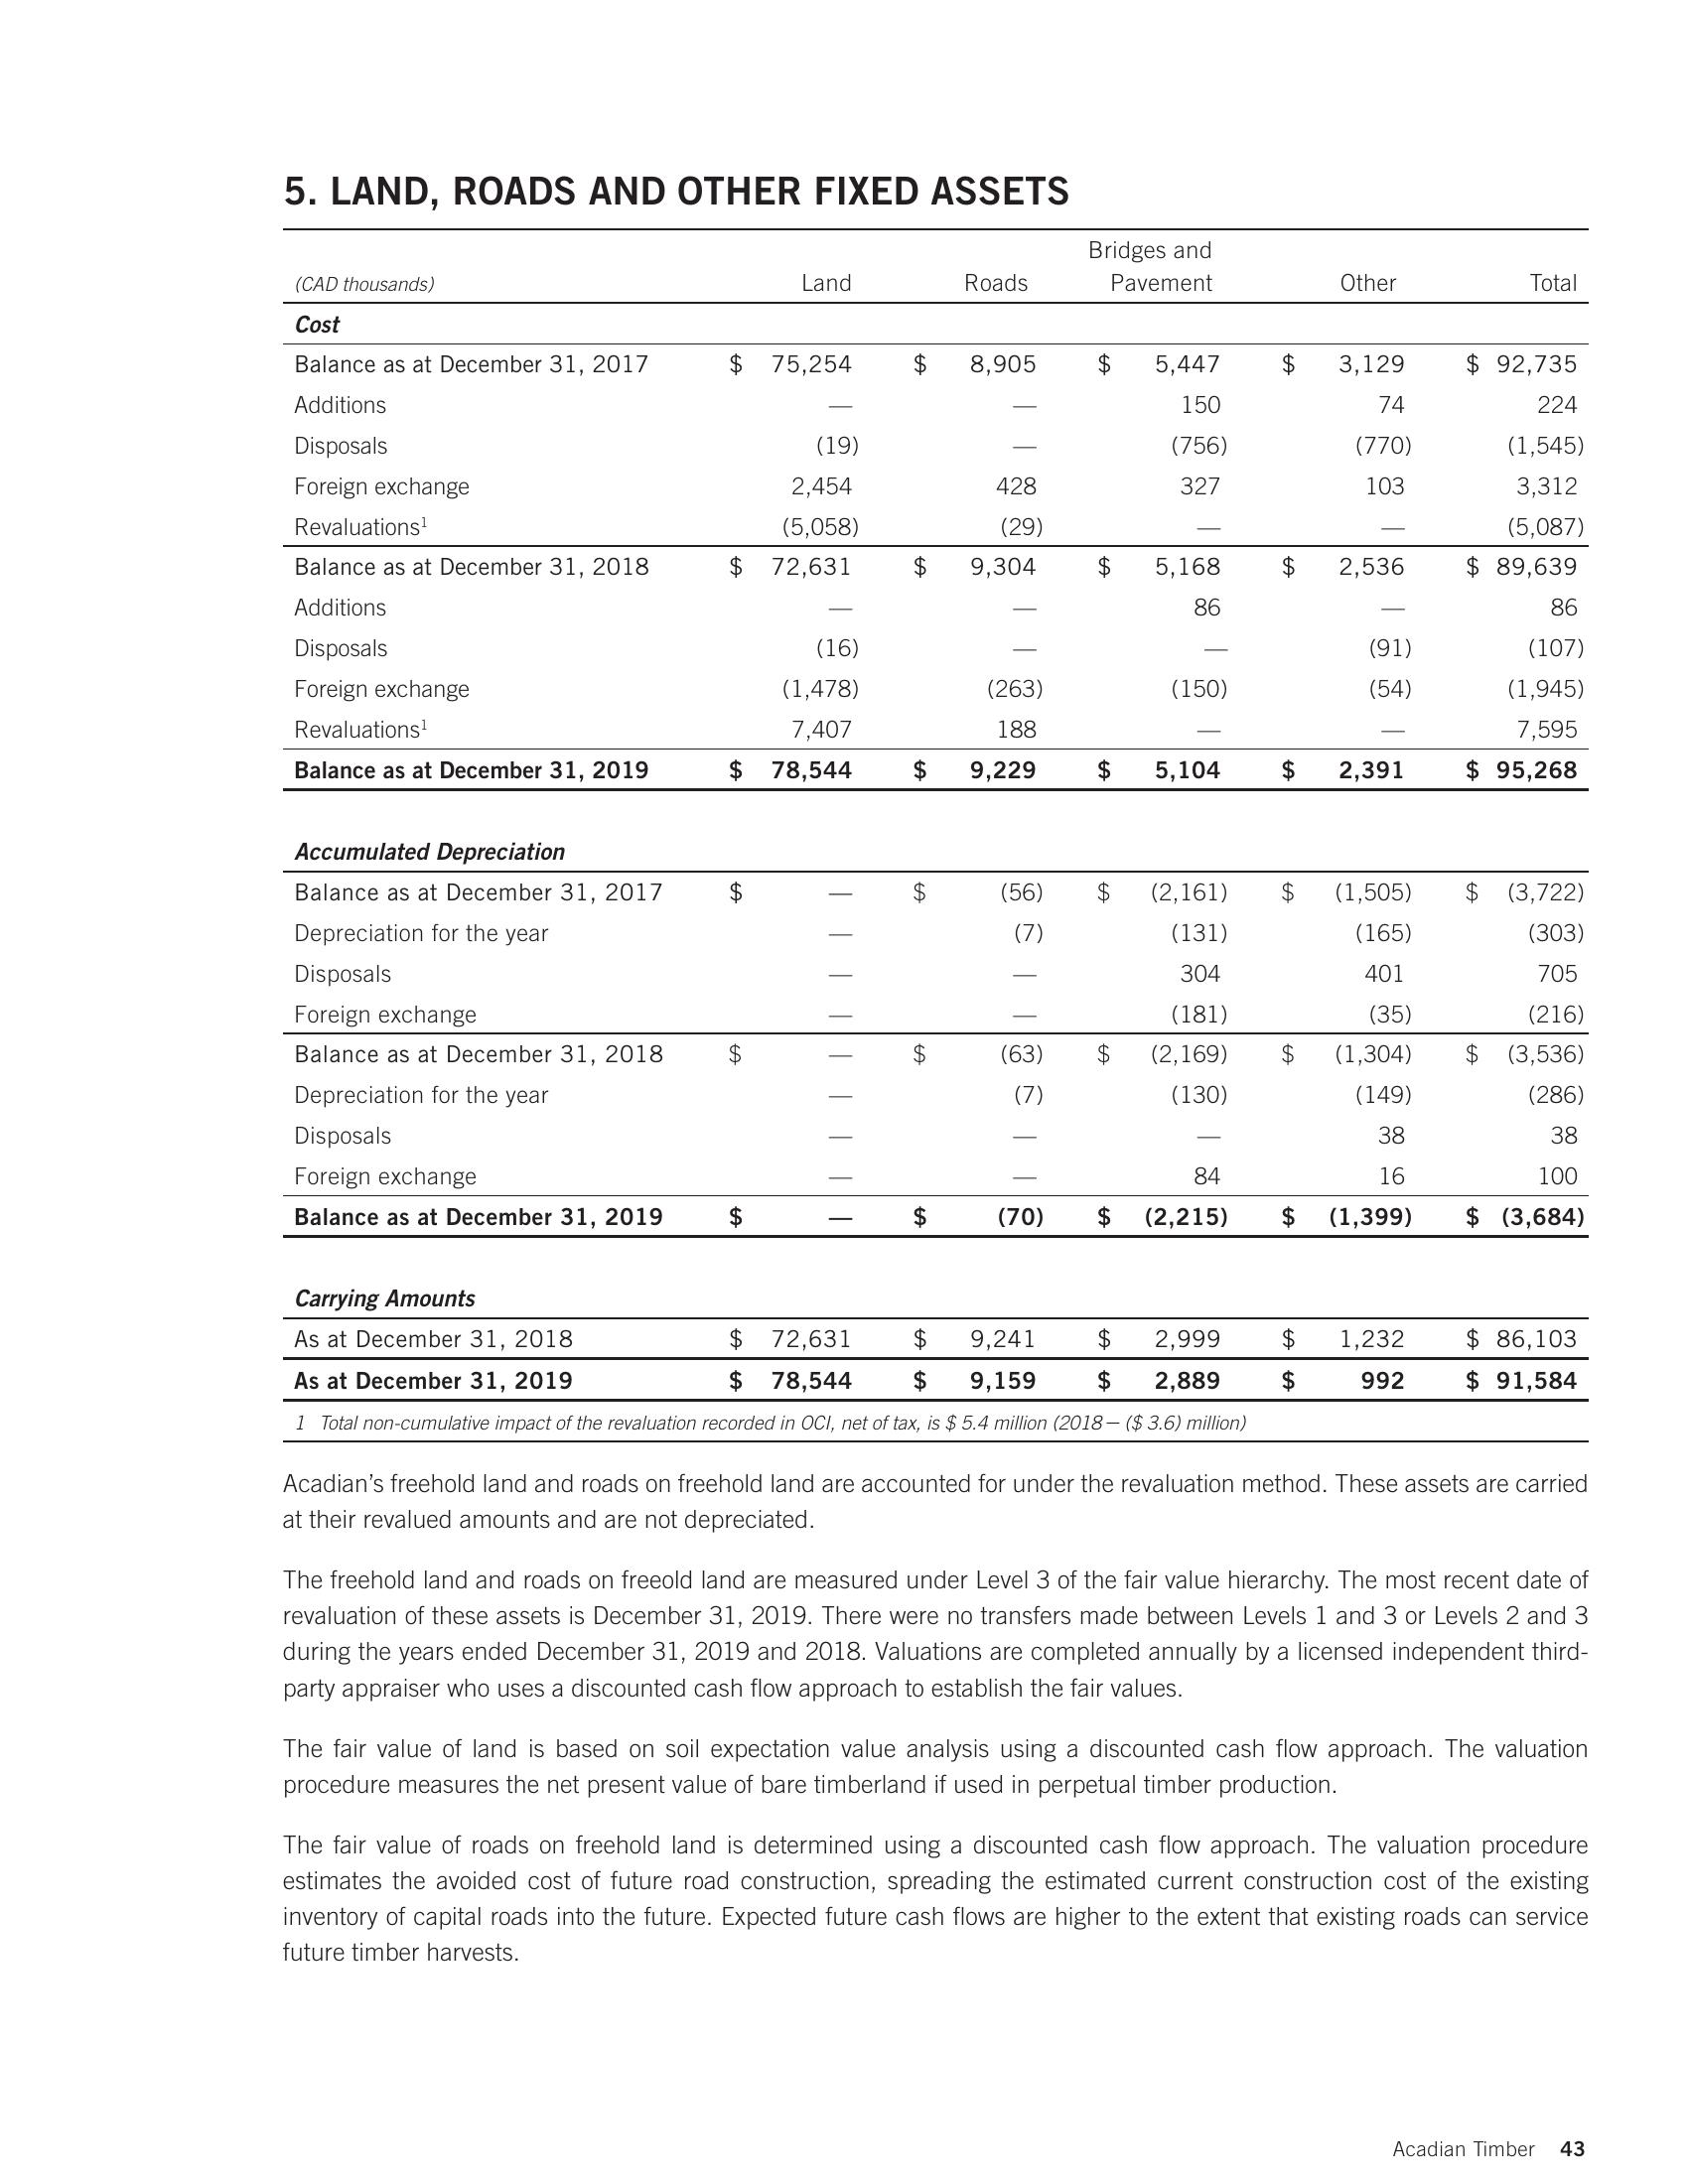 5. LAND, ROADS AND OTHER FIXED ASSETS
Bridges and
(CAD thousands) Land Roads Pavement Other Total
Cost
Balance as at December 31, 2017 $ 75,254 $ 8,905 $ 5,447 $ 3,129 $ 92,735
Additions — — 150 74 224
Disposals (19) — (756) (770) (1,545)
Foreign exchange 2,454 428 327 103 3,312
Revaluations¹ (5,058) (29) — — (5,087)
Balance as at December 31, 2018 $ 72,631 $ 9,304 $ 5,168 $ 2,536 $ 89,639
Additions — — 86 — 86
Disposals (16) — — (91) (107)
Foreign exchange (1,478) (263) (150) (54) (1,945)
Revaluations¹ 7,407 188 — — 7,595
Balance as at December 31, 2019 $ 78,544 $ 9,229 $ 5,104 $ 2,391 $ 95,268
Accumulated Depreciation
Balance as at December 31, 2017 $ — $ (56) $ (2,161) $ (1,505) $ (3,722)
Depreciation for the year — (7) (131) (165) (303)
Disposals — — 304 401 705
Foreign exchange — — (181) (35) (216)
Balance as at December 31, 2018 $ — $ (63) $ (2,169) $ (1,304) $ (3,536)
Depreciation for the year — (7) (130) (149) (286)
Disposals — — — 38 38
Foreign exchange — — 84 16 100
Balance as at December 31, 2019 $ — $ (70) $ (2,215) $ (1,399) $ (3,684)
Carrying Amounts
As at December 31, 2018 $ 72,631 $ 9,241 $ 2,999 $ 1,232 $ 86,103
As at December 31, 2019 $ 78,544 $ 9,159 $ 2,889 $ 992 $ 91,584
1 Total non-cumulative impact of the revaluation recorded in OCI, net of tax, is $ 5.4 million (2018 — ($ 3.6) million)
Acadian's freehold land and roads on freehold land are accounted for under the revaluation method. These assets are carried
at their revalued amounts and are not depreciated.
The freehold land and roads on freeold land are measured under Level 3 of the fair value hierarchy. The most recent date of
revaluation of these assets is December 31, 2019. There were no transfers made between Levels 1 and 3 or Levels 2 and 3
during the years ended December 31, 2019 and 2018. Valuations are completed annually by a licensed independent third-
party appraiser who uses a discounted cash flow approach to establish the fair values.
The fair value of land is based on soil expectation value analysis using a discounted cash flow approach. The valuation
procedure measures the net present value of bare timberland if used in perpetual timber production.
The fair value of roads on freehold land is determined using a discounted cash flow approach. The valuation procedure
estimates the avoided cost of future road construction, spreading the estimated current construction cost of the existing
inventory of capital roads into the future. Expected future cash flows are higher to the extent that existing roads can service
future timber harvests.
Acadian Timber 43